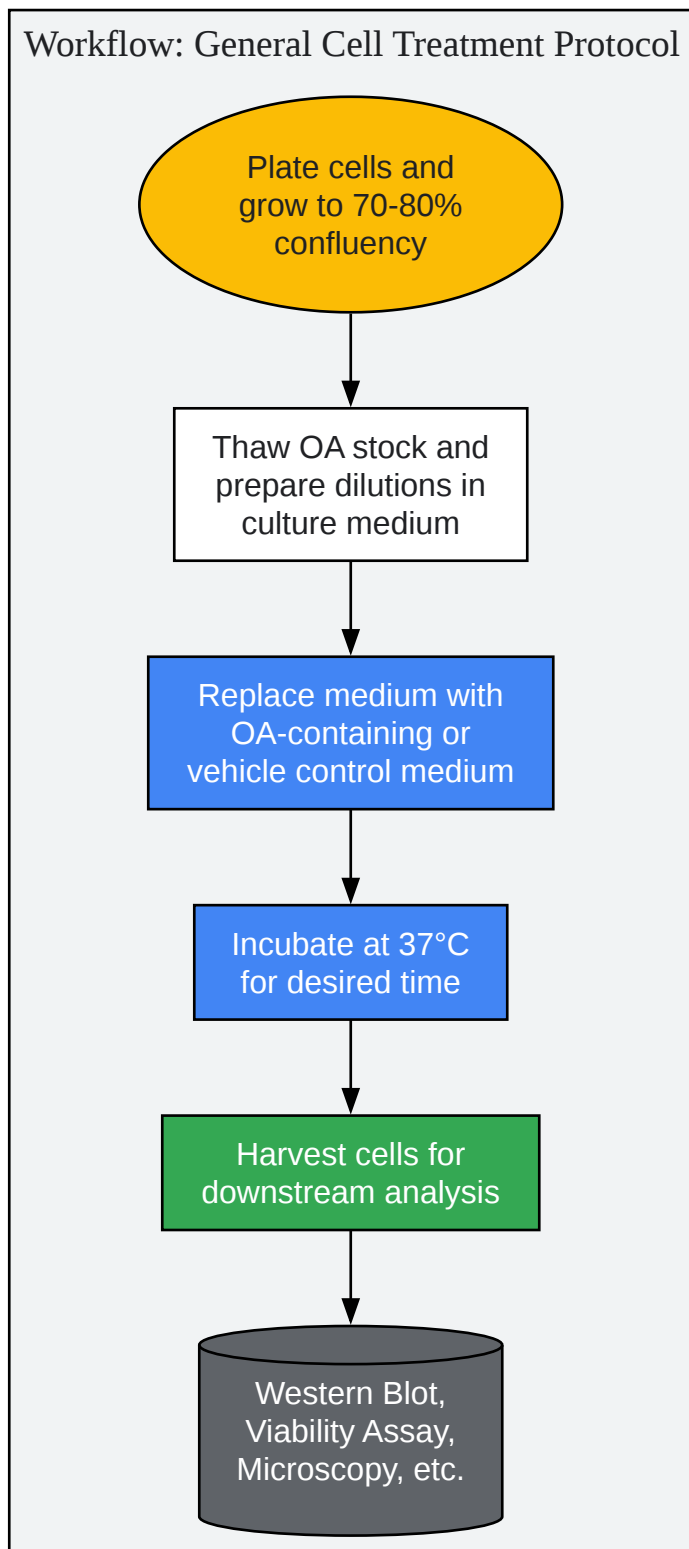 Workflow: General Cell Treatment Protocol
Plate cells and
grow to 70-80%
confluency
Thaw OA stock and
prepare dilutions in
culture medium
Replace medium with
OA-containing or
vehicle control medium
Incubate at 37°C
for desired time
Harvest cells for
downstream analysis
Western Blot,
Viability Assay,
Microscopy, etc.